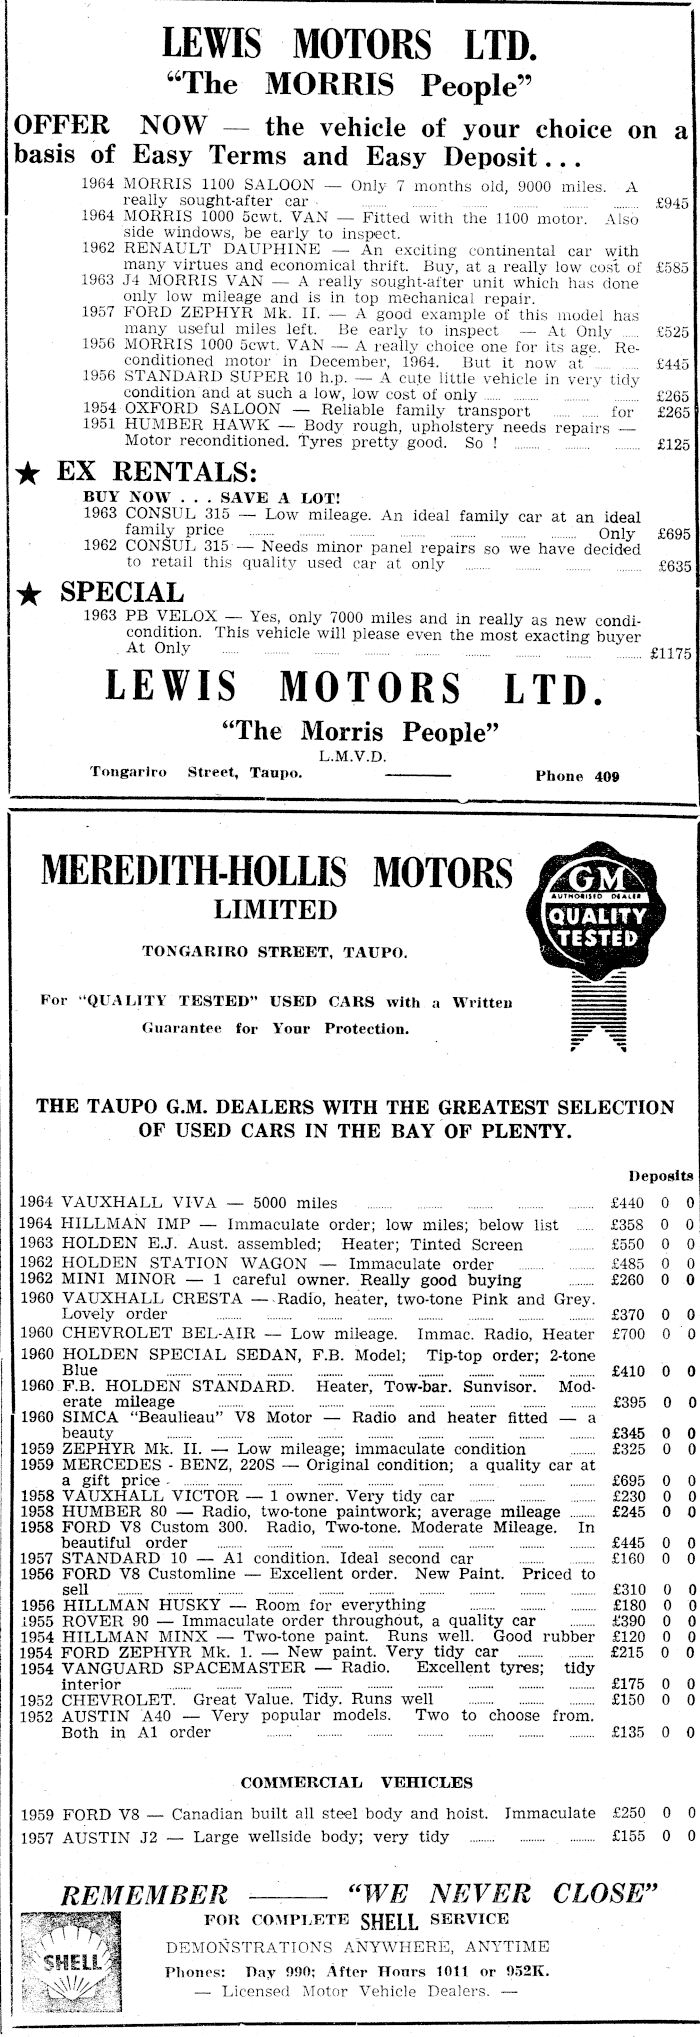 LEWIS MOTORS LTD.
"The MORRIS People"
OFFER NOW — the vehicle of your choice on a
basis of Easy Terms and Easy Deposit . . .
1964 MORRIS 1100 SALOON — Only 7 months old, 9000 miles. A
really sought-after car ........ ........ ........ ........ ........ £945
1964 MORRIS 1000 5cwt. VAN — Fitted with the 1100 motor. Also
side windows, be early to inspect.
1962 RENAULT DAUPHINE — An exciting continental car with
many virtues and economical thrift. Buy, at a really low cost of £585
1963 J4 MORRIS VAN — A really sought-after unit which has done
only low mileage and is in top mechanical repair.
1957 FORD ZEPHYR Mk. II. — A good example of this model has
many useful miles left. Be early to inspect — At Only ...... £525
1956 MORRIS 1000 5cwt. VAN — A really choice one for its age. Re-
conditioned motor in December, 1964. But it now at ...... ........ £445
1956 STANDARD SUPER 10 h.p. — A cute little vehicle in very tidy
condition and at such a low, low cost of only ...... ........ ........ £265
1954 OXFORD SALOON — Reliable family transport ...... ...... for £265
1951 HUMBER HAWK — Body rough, upholstery needs repairs —
Motor reconditioned. Tyres pretty good. So ! ........ ........ ........ £125
★ EX RENTALS:
BUY NOW . . . SAVE A LOT!
1963 CONSUL 315 — Low mileage. An ideal family car at an ideal
family price ........ ........ ........ ........ ........ ........ Only £695
1962 CONSUL 315 — Needs minor panel repairs so we have decided
to retail this quality used car at only ........ ........ ........ ........ £635
★ SPECIAL
1963 PB VELOX — Yes, only 7000 miles and in really as new condi-
condition. This vehicle will please even the most exacting buyer
At Only ...... ........ ........ ........ ........ ........ ........ £1175
LEWIS MOTORS LTD.
"The Morris People"
L.M.V.D.
Tongariro Street, Taupo. ——— Phone 409
MEREDITH-HOLLIS MOTORS
LIMITED
GM
AUTHORISED DEALER
QUALITY
TESTED
TONGARIRO STREET, TAUPO.
For "QUALITY TESTED" USED CARS with a Written
Guarantee for Your Protection.
THE TAUPO G.M. DEALERS WITH THE GREATEST SELECTION
OF USED CARS IN THE BAY OF PLENTY.
Deposits
1964 VAUXHALL VIVA — 5000 miles ........ ........ ........ ........ ........ £440 0 0
1964 HILLMAN IMP — Immaculate order; low miles; below list ...... £358 0 0
1963 HOLDEN E.J. Aust. assembled; Heater; Tinted Screen ........ £550 0 0
1962 HOLDEN STATION WAGON — Immaculate order ........ ........ £485 0 0
1962 MINI MINOR — 1 careful owner. Really good buying ........ £260 0 0
1960 VAUXHALL CRESTA — Radio, heater, two-tone Pink and Grey.
Lovely order ........ ........ ........ ........ ........ ........ ........ £370 0 0
1960 CHEVROLET BEL-AIR — Low mileage. Immac. Radio, Heater £700 0 0
1960 HOLDEN SPECIAL SEDAN, F.B. Model; Tip-top order; 2-tone
Blue ........ ........ ........ ........ ........ ........ ........ ........ £410 0 0
1960 F.B. HOLDEN STANDARD. Heater, Tow-bar. Sunvisor. Mod-
erate mileage ........ ........ ........ ........ ........ ........ ........ £395 0 0
1960 SIMCA "Beaulieau" V8 Motor — Radio and heater fitted — a
beauty ........ ........ ........ ........ ........ ........ ........ ........ £345 0 0
1959 ZEPHYR Mk. II. — Low mileage; immaculate condition ........ £325 0 0
1959 MERCEDES - BENZ, 220S — Original condition; a quality car at
a gift price ........ ........ ........ ........ ........ ........ ........ £695 0 0
1958 VAUXHALL VICTOR — 1 owner. Very tidy car ........ ........ ........ £230 0 0
1958 HUMBER 80 — Radio, two-tone paintwork; average mileage ........ £245 0 0
1958 FORD V8 Custom 300. Radio, Two-tone. Moderate Mileage. In
beautiful order ........ ........ ........ ........ ........ ........ ........ £445 0 0
1957 STANDARD 10 — A1 condition. Ideal second car ........ ........ £160 0 0
1956 FORD V8 Customline — Excellent order. New Paint. Priced to
sell ........ ........ ........ ........ ........ ........ ........ ........ £310 0 0
1956 HILLMAN HUSKY — Room for everything ........ ........ ........ £180 0 0
1955 ROVER 90 — Immaculate order throughout, a quality car ........ £390 0 0
1954 HILLMAN MINX — Two-tone paint. Runs well. Good rubber £120 0 0
1954 FORD ZEPHYR Mk. 1. — New paint. Very tidy car ........ ........ £215 0 0
1954 VANGUARD SPACEMASTER — Radio. Excellent tyres; tidy
interior ........ ........ ........ ........ ........ ........ ........ £175 0 0
1952 CHEVROLET. Great Value. Tidy. Runs well ........ ........ ........ £150 0 0
1952 AUSTIN A40 — Very popular models. Two to choose from.
Both in A1 order ........ ........ ........ ........ ........ ........ £135 0 0
COMMERCIAL VEHICLES
1959 FORD V8 — Canadian built all steel body and hoist. Immaculate £250 0 0
1957 AUSTIN J2 — Large wellside body; very tidy ........ ........ ........ £155 0 0
REMEMBER ——— "WE NEVER CLOSE"
FOR COMPLETE SHELL SERVICE
SHELL
DEMONSTRATIONS ANYWHERE, ANYTIME
Phones: Day 990; After Hours 1011 or 952K.
— Licensed Motor Vehicle Dealers. —